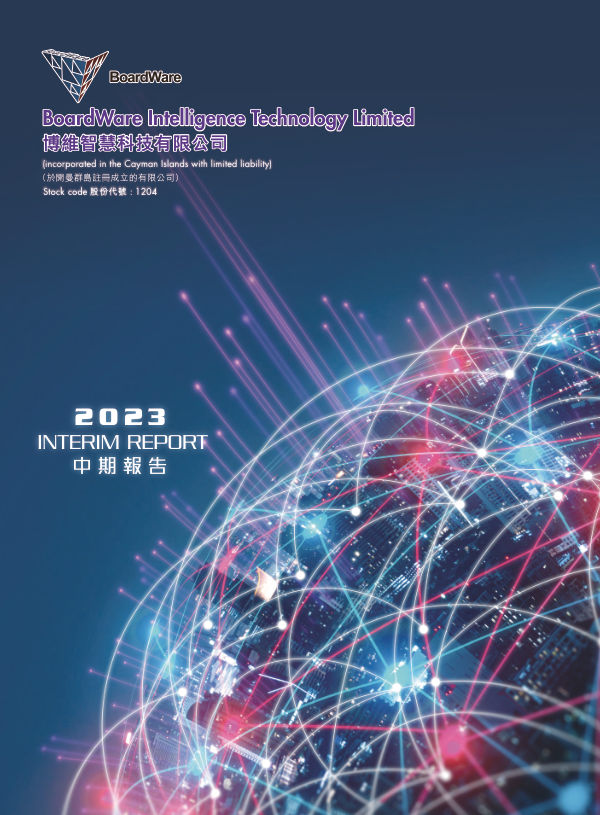 BoardWare
BoardWare Intelligence Technology Limited
博維智慧科技有限公司
(incorporated in the Cayman Islands with limited liability)
(於開曼群島註冊成立的有限公司)
Stock code 股份代號 : 1204
2023
INTERIM REPORT
中期報告